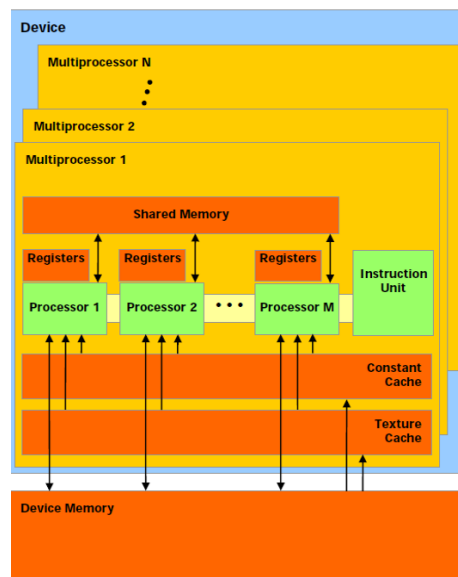 Device
Multiprocessor N
Multiprocessor 2
Multiprocessor 1
Shared Memory
Registers
Registers
Registers
Instruction
Unit
Processor 1
Processor 2
Processor M
Constant
Cache
Texture
Cache
Device Memory